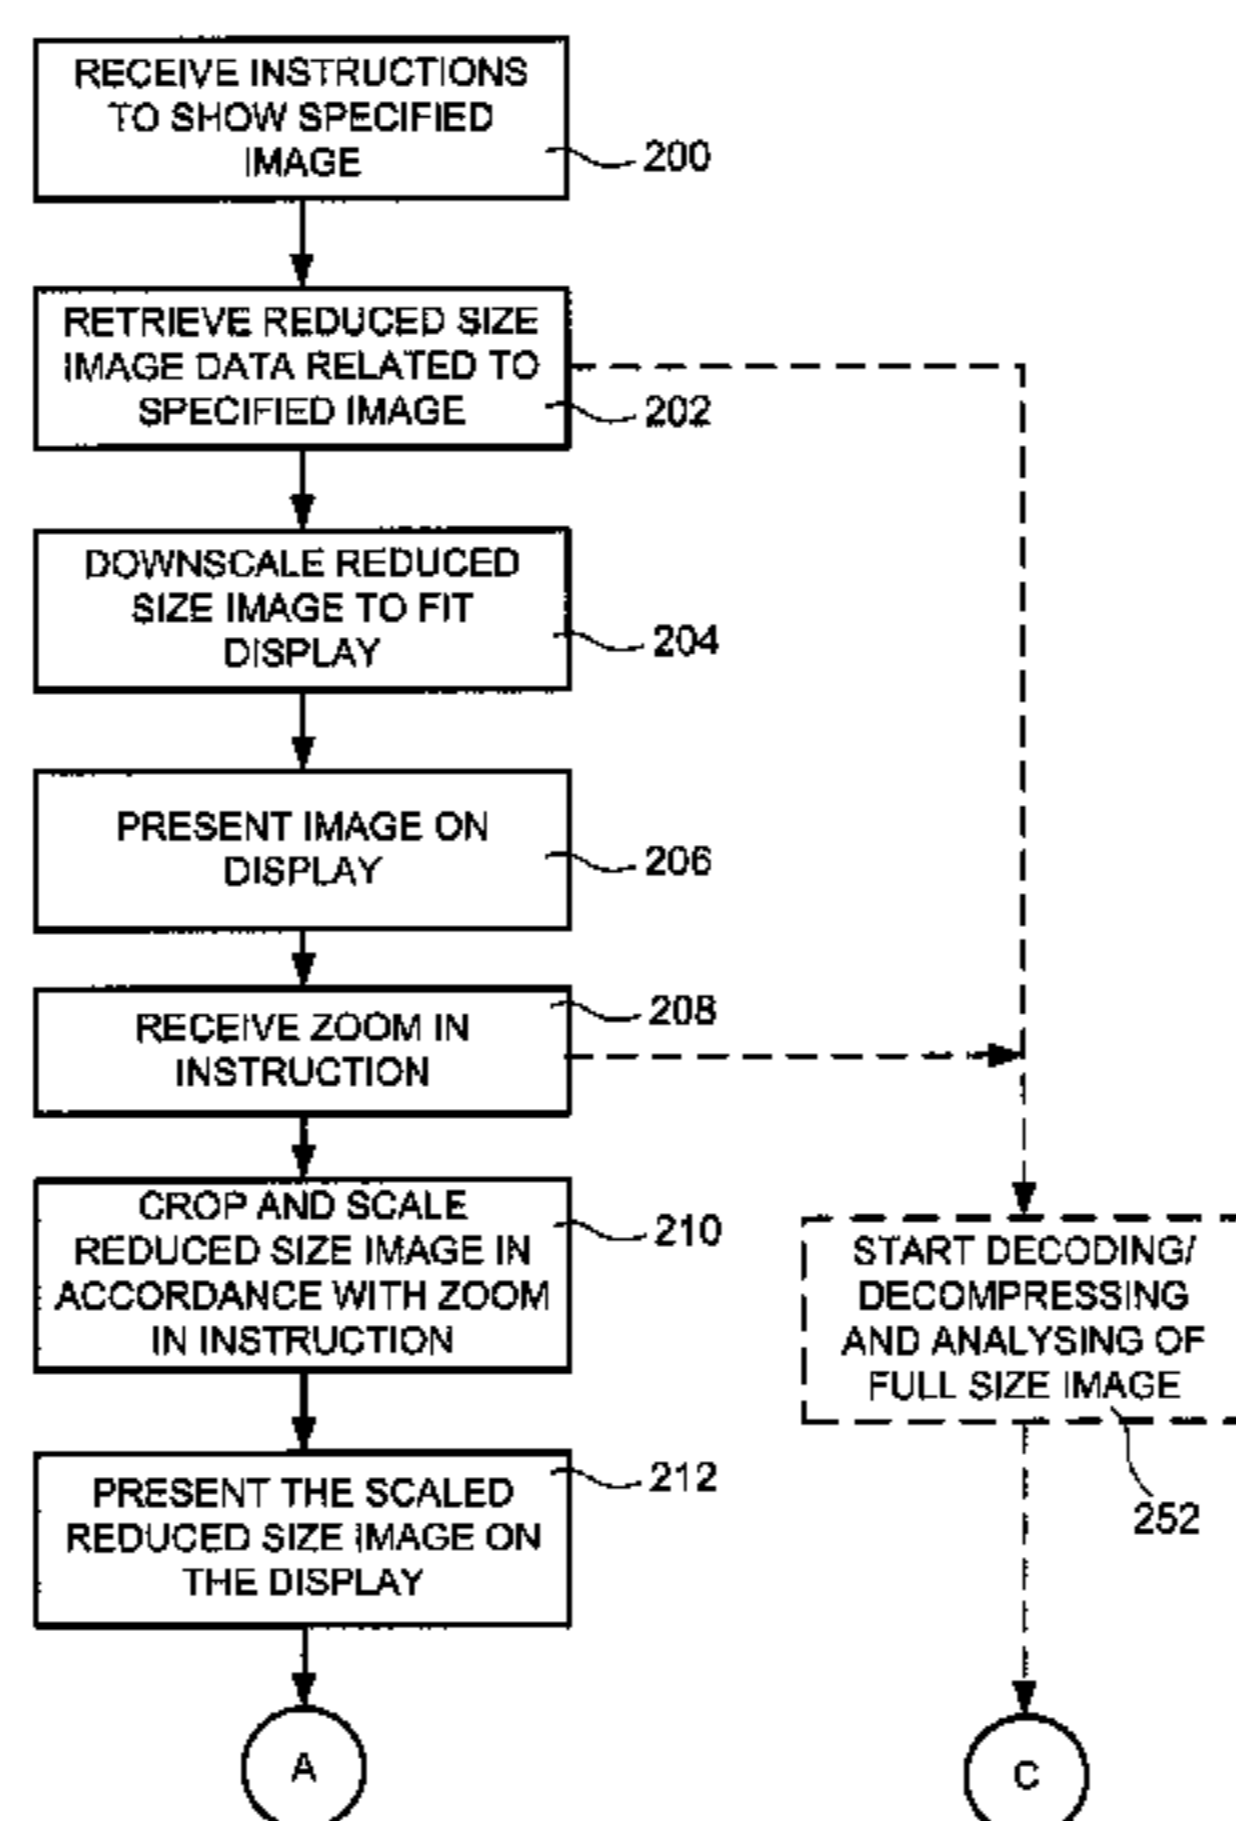 RECEIVE INSTRUCTIONS
TO SHOW SPECIFIED
IMAGE
200
RETRIEVE REDUCED SIZE
IMAGE DATA RELATED TO
SPECIFIED IMAGE
202
DOWNSCALE REDUCED
SIZE IMAGE TO FIT
DISPLAY
204
PRESENT IMAGE ON
DISPLAY
206
RECEIVE ZOOM IN
INSTRUCTION
208
CROP AND SCALE
REDUCED SIZE IMAGE IN
ACCORDANCE WITH ZOOM
IN INSTRUCTION
210
START DECODING/
DECOMPRESSING
AND ANALYSING OF
FULL SIZE IMAGE
252
PRESENT THE SCALED
REDUCED SIZE IMAGE ON
THE DISPLAY
212
A
C